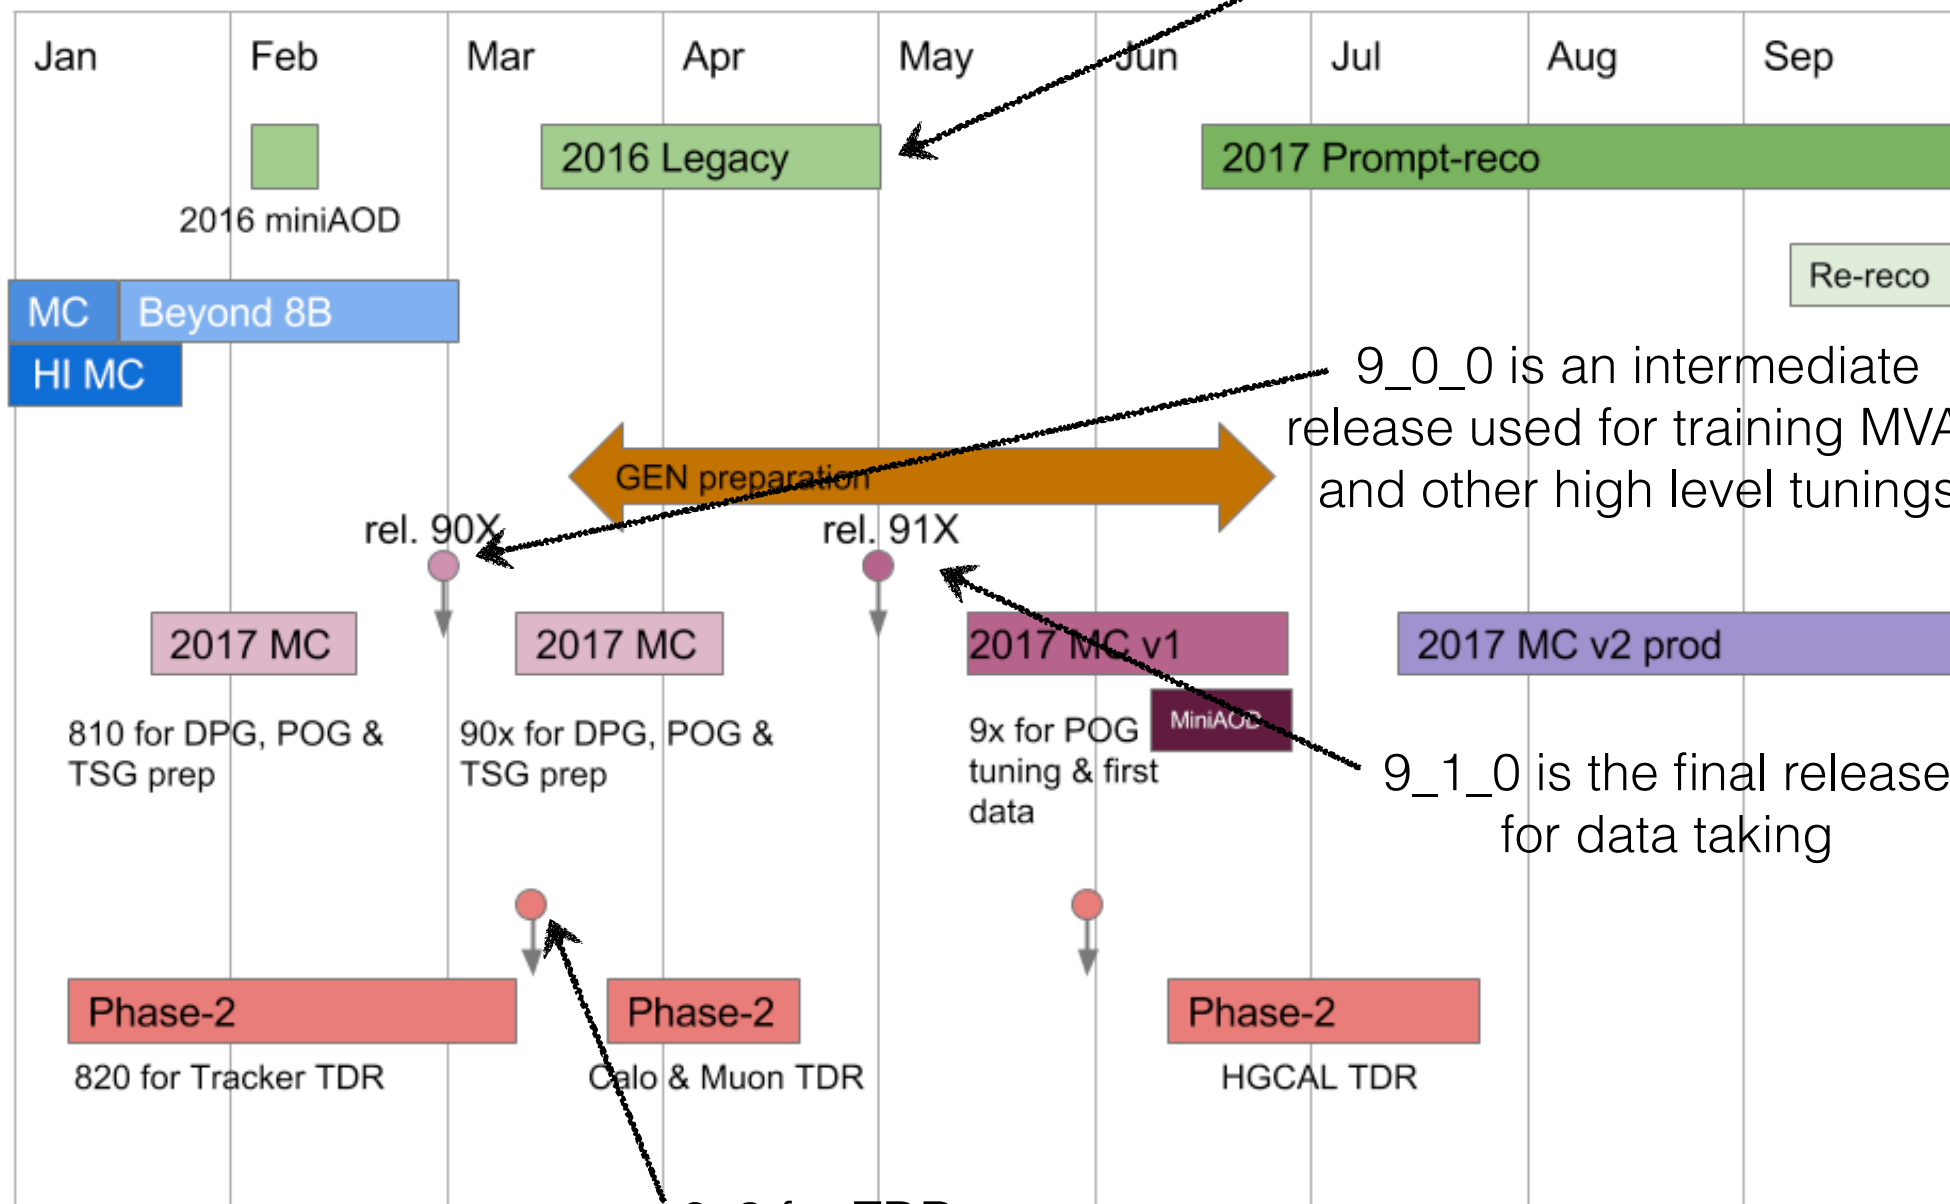 Jan Feb Mar Apr May Jun Jul Aug Sep
2016 Legacy
2017 Prompt-reco
2016 miniAOD
Re-reco
MC
Beyond 8B
HI MC
9_0_0 is an intermediate
release used for training MVA
and other high level tunings
GEN preparation
rel. 90X
rel. 91X
2017 MC
2017 MC
2017 MC v1
2017 MC v2 prod
MiniAOD
810 for DPG, POG &
TSG prep
90x for DPG, POG &
TSG prep
9x for POG
tuning & first
data
9_1_0 is the final release
for data taking
Phase-2
Phase-2
Phase-2
820 for Tracker TDR
Calo & Muon TDR
HGCAL TDR
for TDR